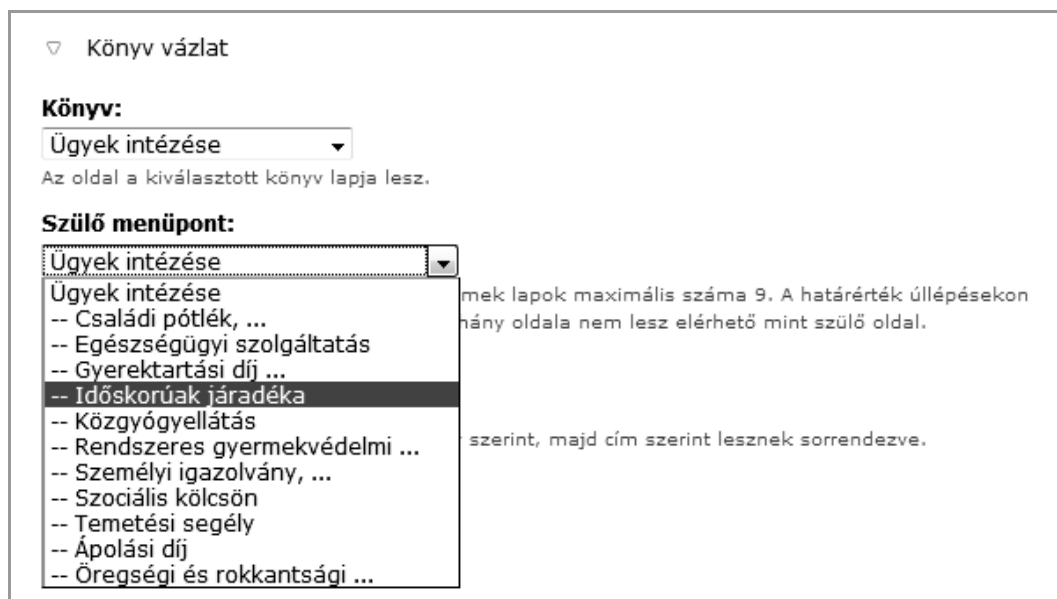 Könyv vázlat
Könyv:
Ügyek intézése
Az oldal a kiválasztott könyv lapja lesz.
Szülő menüpont:
Ügyek intézése
Ügyek intézése
mek lapok maximális száma 9. A határérték úllépésekon
-- Családi pótlék, ...
hány oldala nem lesz elérhető mint szülő oldal.
-- Egészségügyi szolgáltatás
-- Gyerektartási díj ...
-- Időskorúak járadéka
-- Közgyógyellátás
szerint, majd cím szerint lesznek sorrendezve.
-- Rendszeres gyermekvédelmi ...
-- Személyi igazolvány, ...
-- Szociális kölcsön
-- Temetési segély
-- Ápolási díj
-- Öregségi és rokkantsági ...